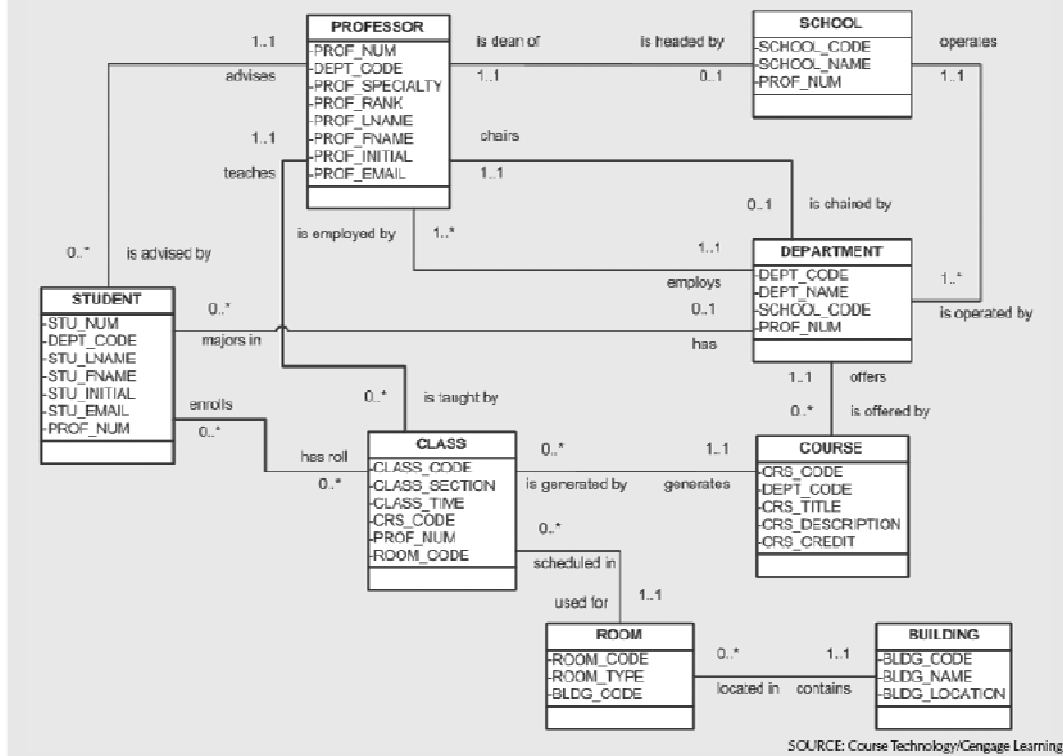 PROFESSOR
-PROF_NUM
-DEPT_CODE
-PROF_SPECIALTY
-PROF_RANK
-PROF_LNAME
-PROF_FNAME
-PROF_INITIAL
-PROF_EMAIL
SCHOOL
-SCHOOL_CODE
-SCHOOL_NAME
-PROF_NUM
1..1
advises
1..1
teaches
is dean of
is headed by
1..1
0..1
operates
1..1
chairs
1..1
0..1
is chaired by
is employed by
1..*
1..1
employs
0..*
is advised by
DEPARTMENT
-DEPT_CODE
-DEPT_NAME
-SCHOOL_CODE
-PROF_NUM
1..*
is operated by
STUDENT
-STU_NUM
-DEPT_CODE
-STU_LNAME
-STU_FNAME
-STU_INITIAL
-STU_EMAIL
-PROF_NUM
0..*
majors in
0..1
has
1..1
offers
0..*
is offered by
enrolls
0..*
0..*
is taught by
has roll
0..*
CLASS
-CLASS_CODE
-CLASS_SECTION
-CLASS_TIME
-CRS_CODE
-PROF_NUM
-ROOM_CODE
0..*
1..1
is generated by
generates
COURSE
-CRS_CODE
-DEPT_CODE
-CRS_TITLE
-CRS_DESCRIPTION
-CRS_CREDIT
0..*
scheduled in
used for
1..1
ROOM
-ROOM_CODE
-ROOM_TYPE
-BLDG_CODE
0..*
1..1
located in
contains
BUILDING
-BLDG_CODE
-BLDG_NAME
-BLDG_LOCATION
SOURCE: Course Technology/Cengage Learning